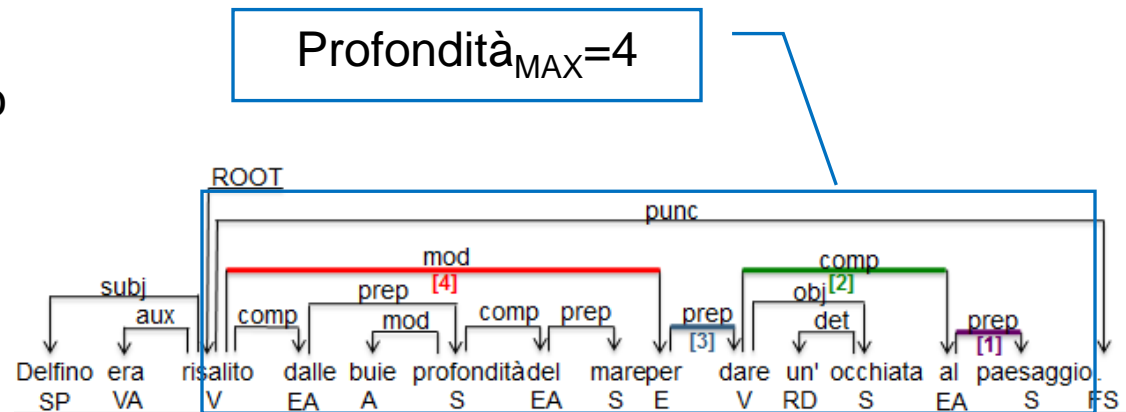 Profondità MAX=4
o
ROOT
punc
mod
comp
[4]
[2]
subj
prep
obj
aux
comp
mod
comp
prep
prep
det
prep
[3]
[1]
Delfino era risalito dalle buie profondità del mare per dare un' occhiata al paesaggio.
SP VA V EA A S EA S E V RD S EA S FS